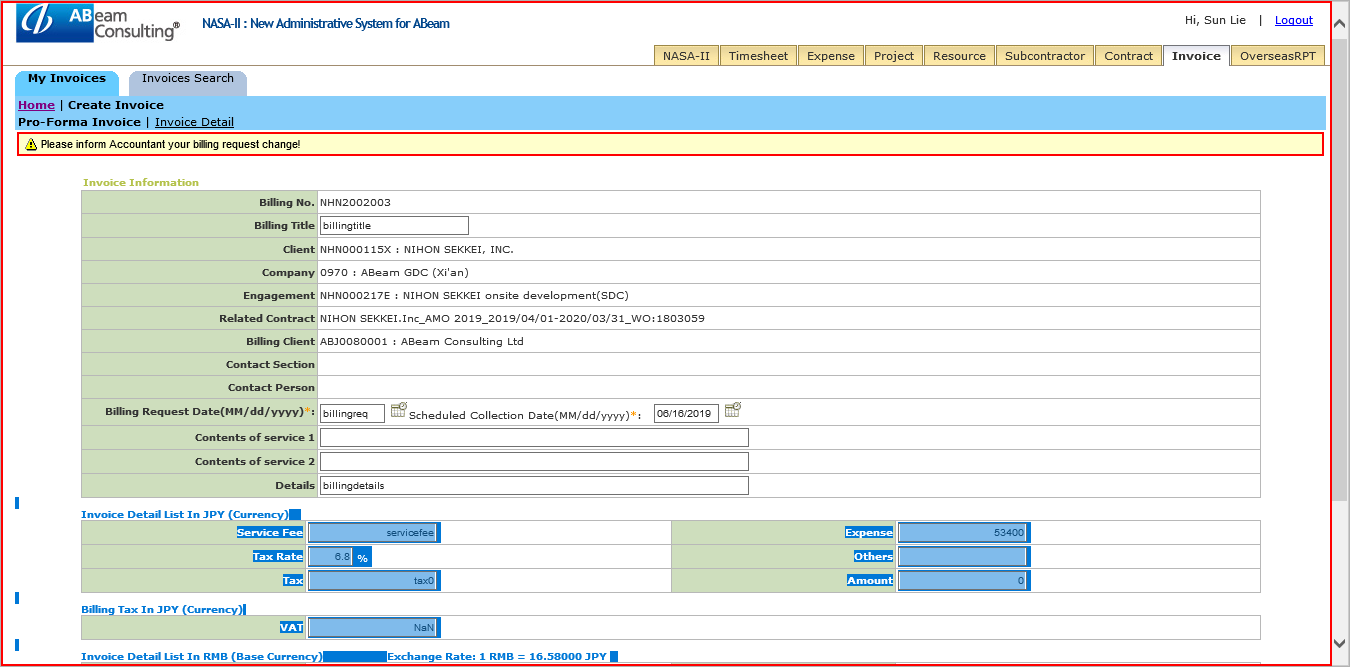 ABeam Consulting® NASA-II : New Administrative System for ABeam Hi, Sun Lie | Logout
NASA-II Timesheet Expense Project Resource Subcontractor Contract Invoice OverseasRPT
My Invoices Invoices Search
Home | Create Invoice
Pro-Forma Invoice | Invoice Detail
Please inform Accountant your billing request change!
Invoice Information
Billing No. NHN2002003
Billing Title billingtitle
Client NHN000115X : NIHON SEKKEI, INC.
Company 0970 : ABeam GDC (Xi'an)
Engagement NHN000217E : NIHON SEKKEI onsite development(SDC)
Related Contract NIHON SEKKEI.Inc_AMO 2019_2019/04/01-2020/03/31_WO:1803059
Billing Client ABJ0080001 : ABeam Consulting Ltd
Contact Section
Contact Person
Billing Request Date(MM/dd/yyyy)*: billingreq Scheduled Collection Date(MM/dd/yyyy)*: 06/16/2019
Contents of service 1
Contents of service 2
Details billingdetails
Invoice Detail List In JPY (Currency)
Service Fee servicefee Expense 53400
Tax Rate 6.8 % Others
Tax tax0 Amount 0
Billing Tax In JPY (Currency)
VAT NaN
Invoice Detail List In RMB (Base Currency) Exchange Rate: 1 RMB = 16.58000 JPY